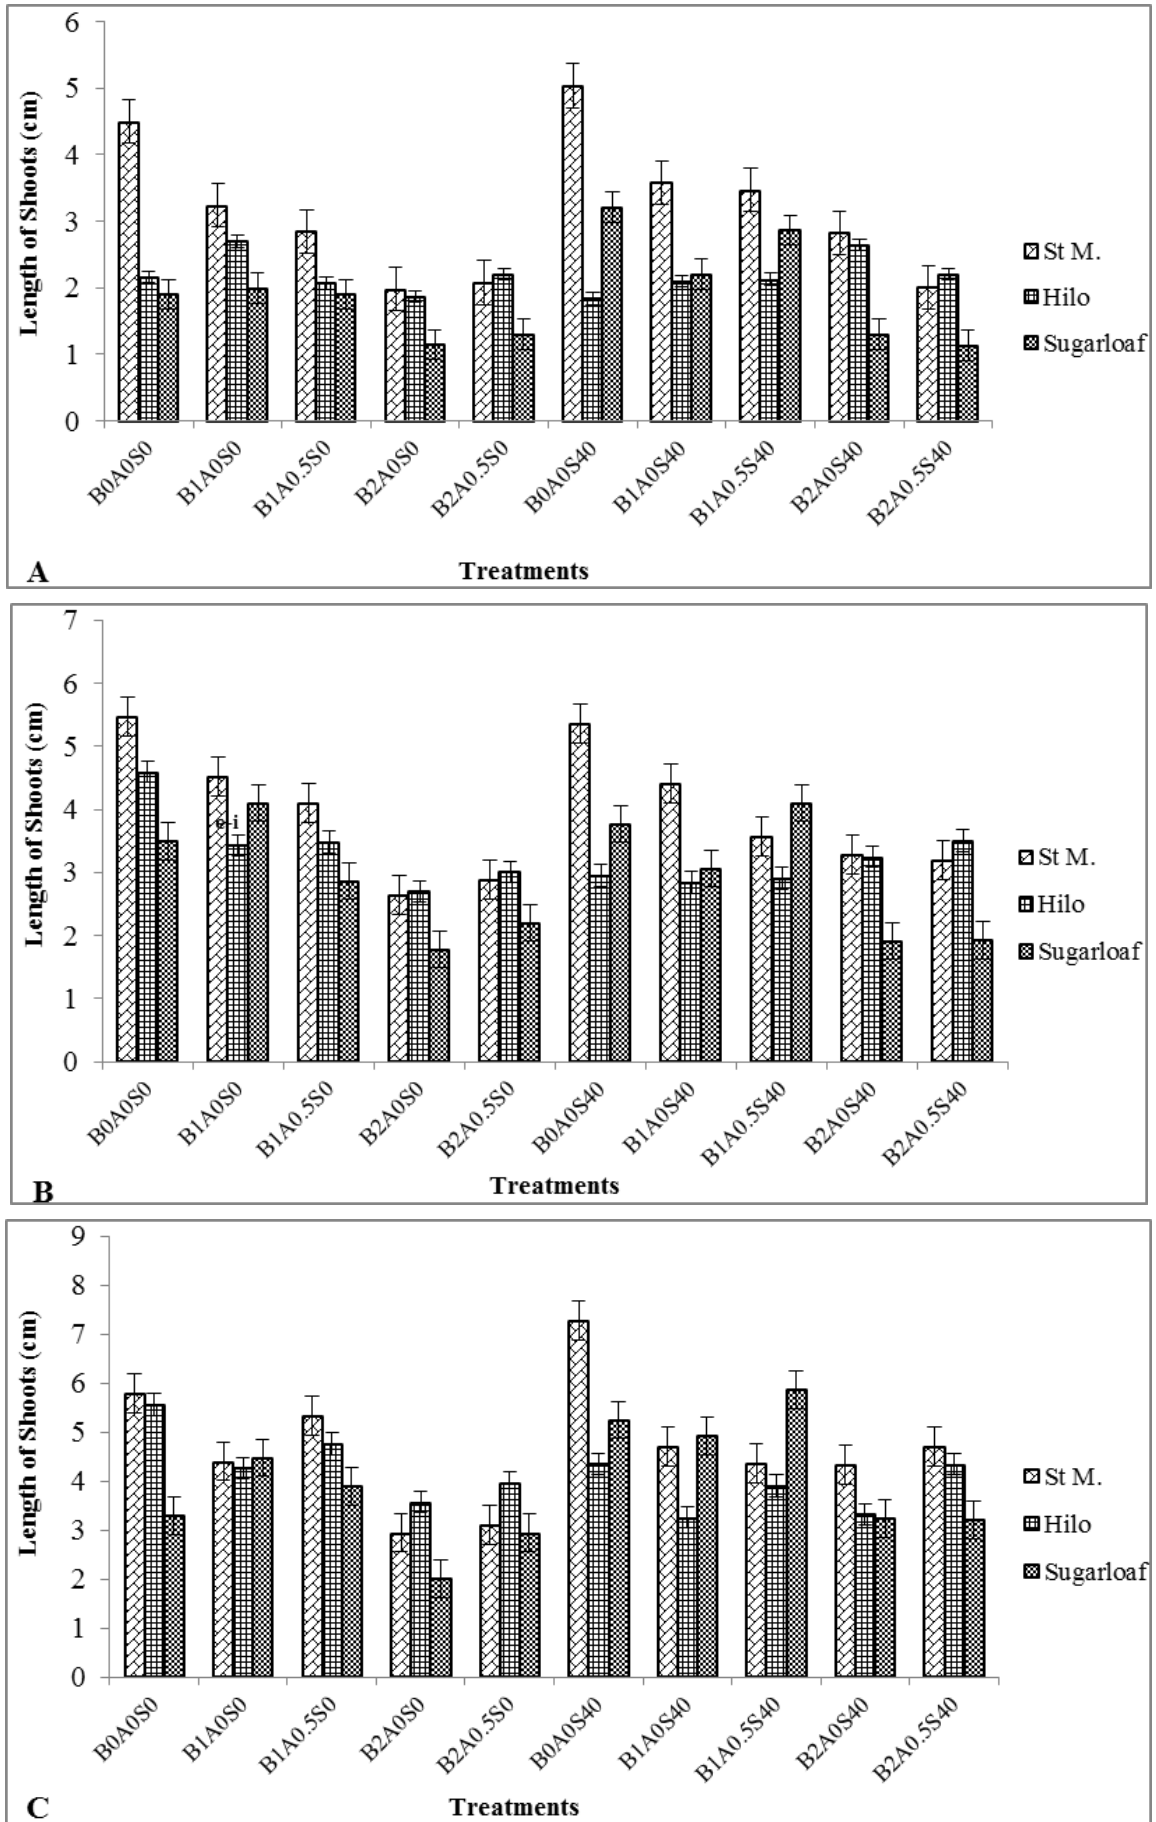 6
5
4
3
2
1
0
Length of Shoots (cm)
B0A0S0
B1A0S0
B1A0.5S0
B2A0S0
B2A0.5S0
B0A0S40
B1A0S40
B1A0.5S40
B2A0S40
B2A0.5S40
St M.
Hilo
Sugarloaf
A
Treatments
7
6
5
4
3
2
1
0
Length of Shoots (cm)
e-i
B0A0S0
B1A0S0
B1A0.5S0
B2A0S0
B2A0.5S0
B0A0S40
B1A0S40
B1A0.5S40
B2A0S40
B2A0.5S40
St M.
Hilo
Sugarloaf
B
Treatments
9
8
7
6
5
4
3
2
1
0
Length of Shoots (cm)
B0A0S0
B1A0S0
B1A0.5S0
B2A0S0
B2A0.5S0
B0A0S40
B1A0S40
B1A0.5S40
B2A0S40
B2A0.5S40
St M.
Hilo
Sugarloaf
C
Treatments